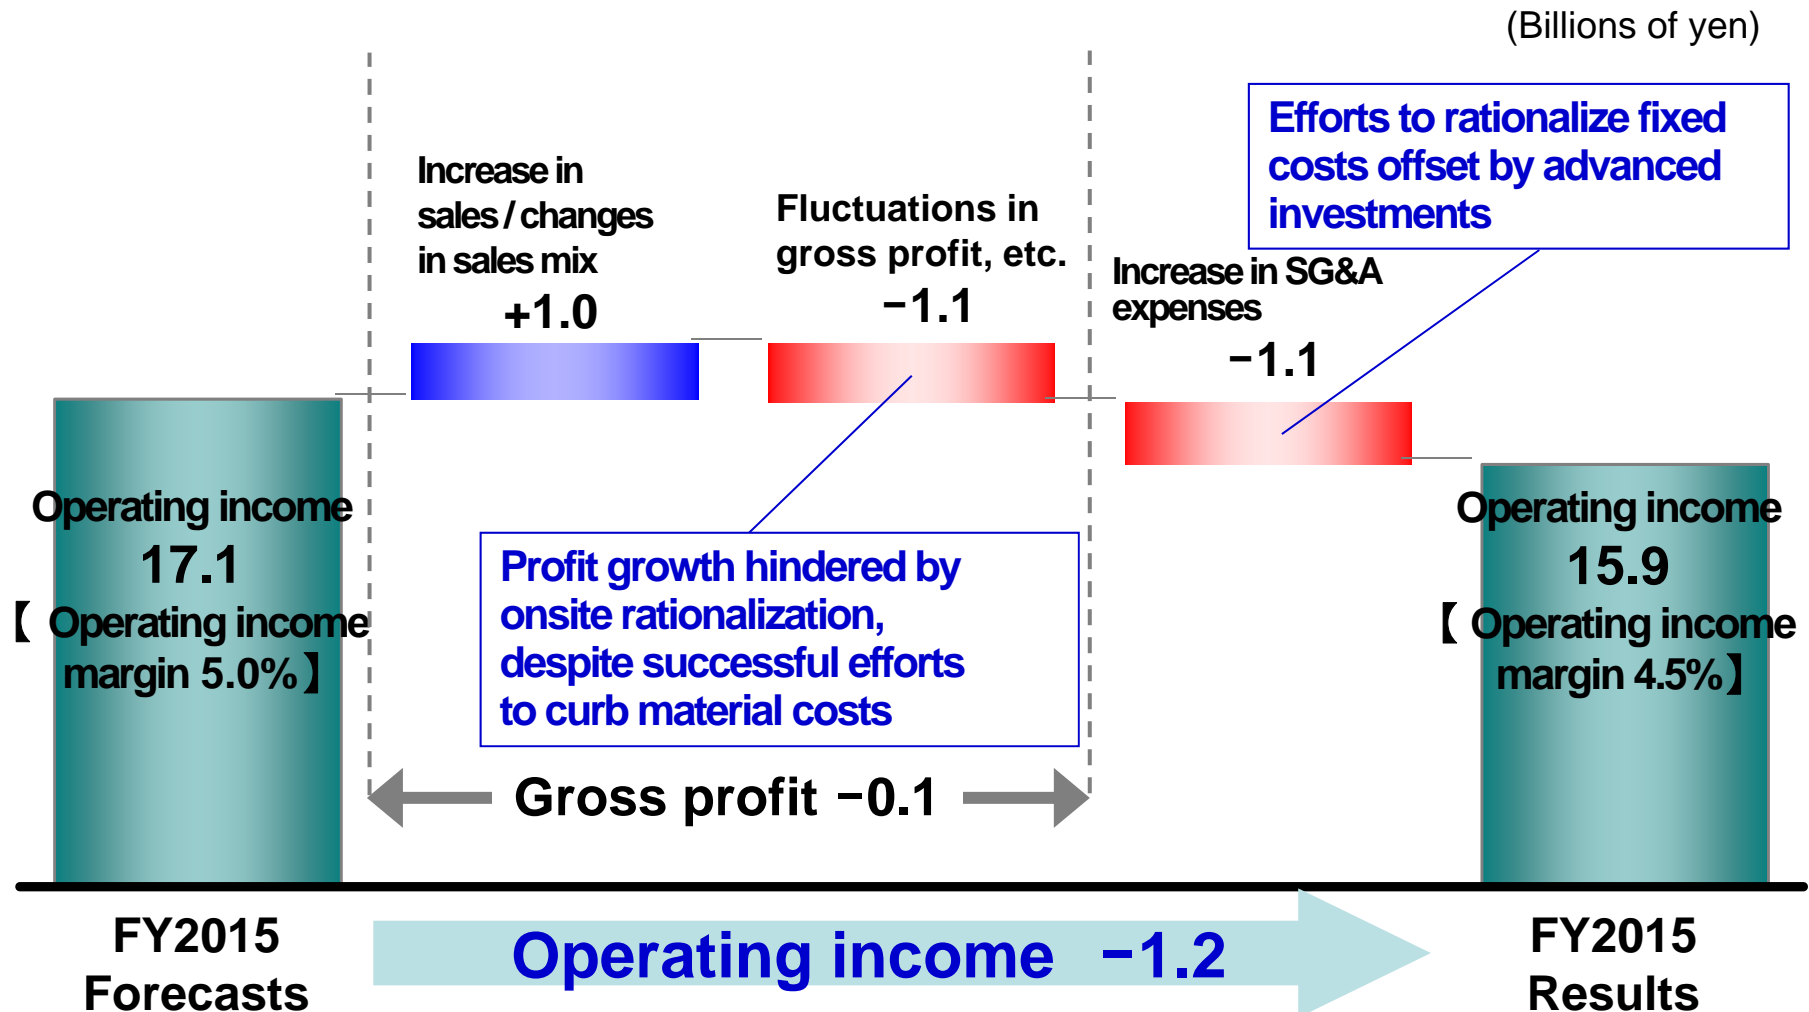 (Billions of yen)
Efforts to rationalize fixed
costs offset by advanced
investments
Increase in
sales / changes
in sales mix
+1.0
Fluctuations in
gross profit, etc.
−1.1
Increase in SG&A
expenses
−1.1
Operating income
17.1
【 Operating income
margin 5.0%】
Profit growth hindered by
onsite rationalization,
despite successful efforts
to curb material costs
Operating income
15.9
【 Operating income
margin 4.5%】
Gross profit −0.1
FY2015
Forecasts
Operating income −1.2
FY2015
Results